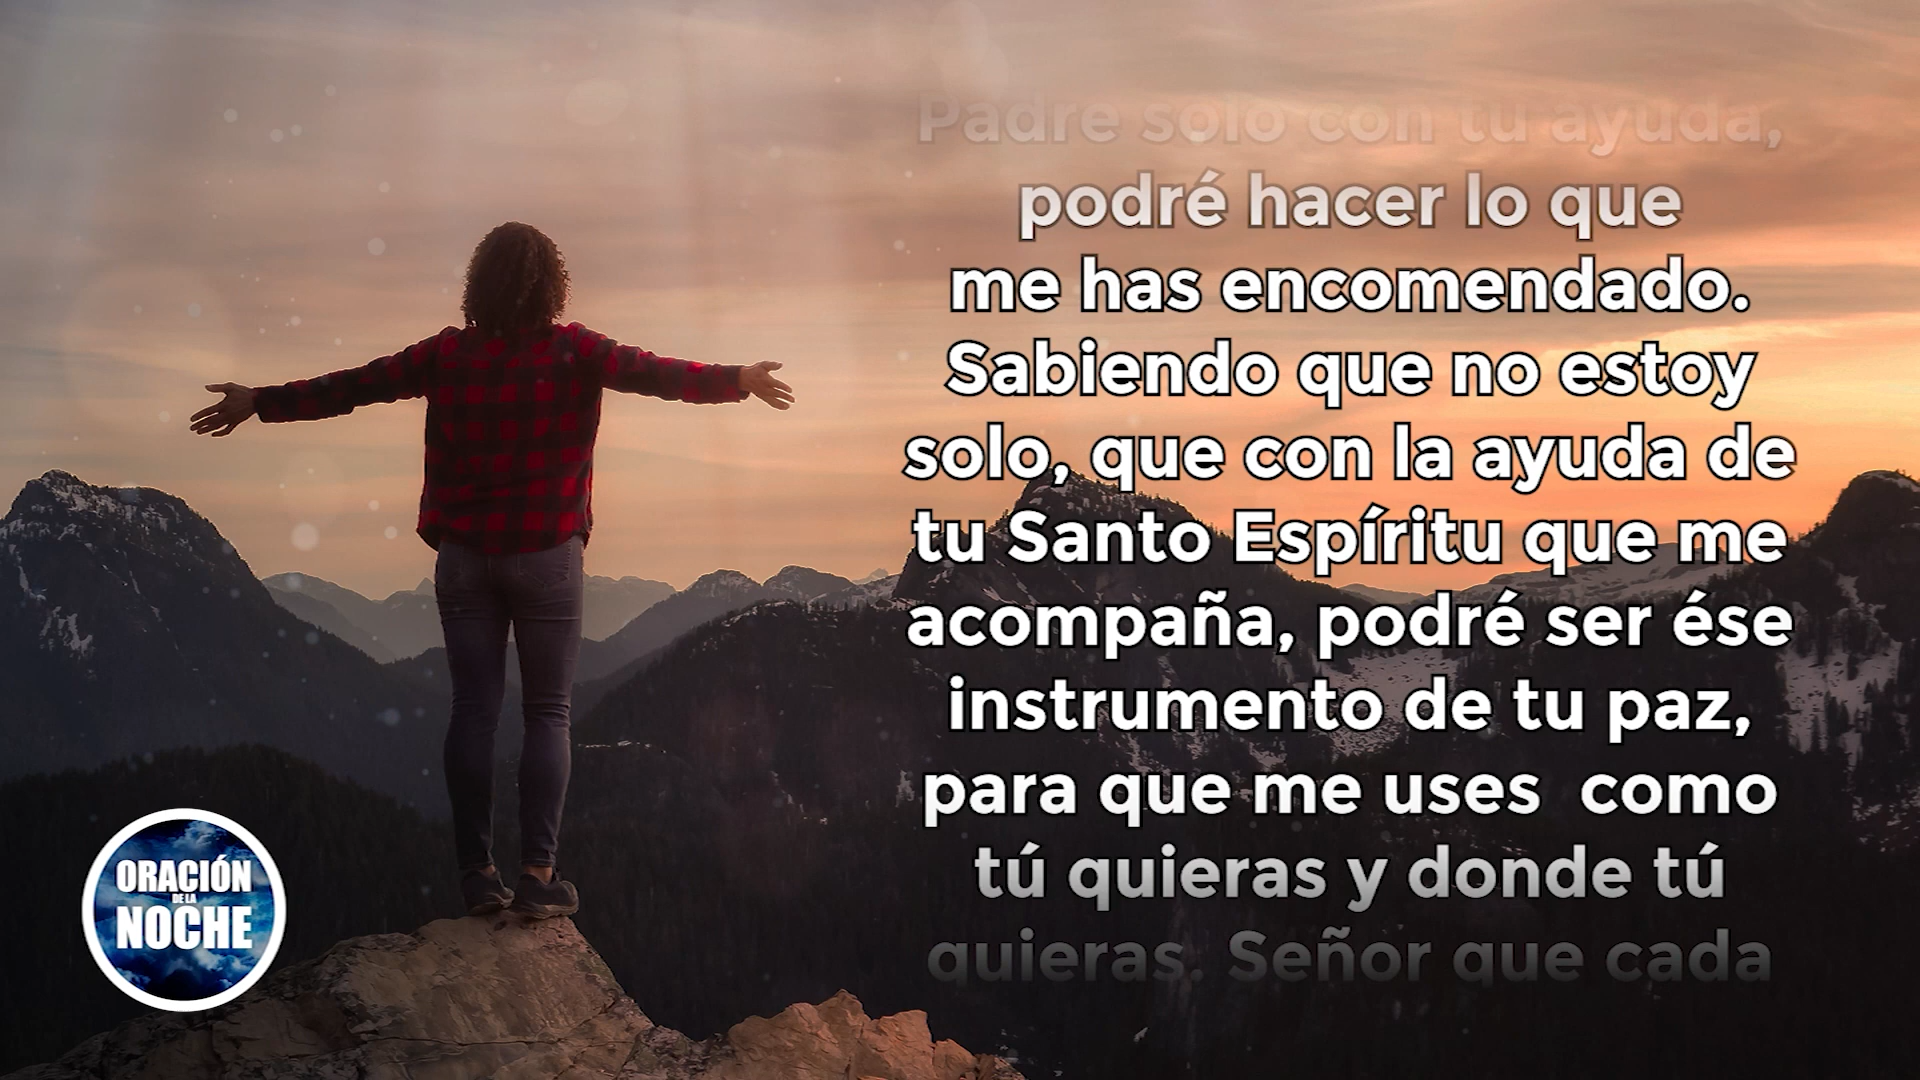 Padre solo con tu ayuda,
podré hacer lo que
me has encomendado.
Sabiendo que no estoy
solo, que con la ayuda de
tu Santo Espíritu que me
acompaña, podré ser ése
instrumento de tu paz,
para que me uses  como
tú quieras y donde tú
quieras. Señor que cada
ORACIÓN
DE LA
NOCHE